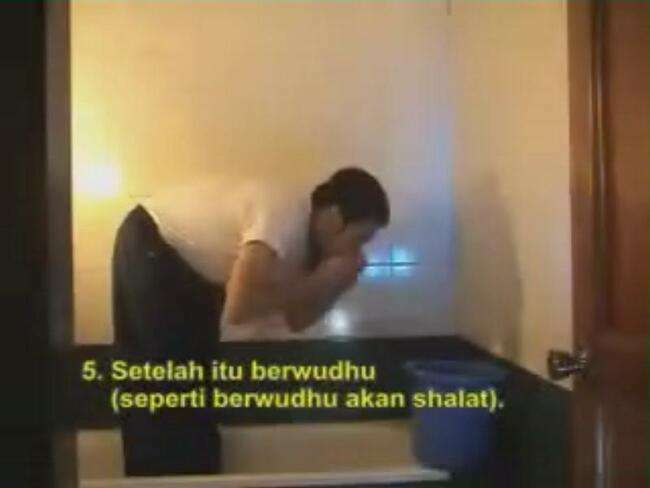 5. Setelah itu berwudhu
(seperti berwudhu akan shalat).